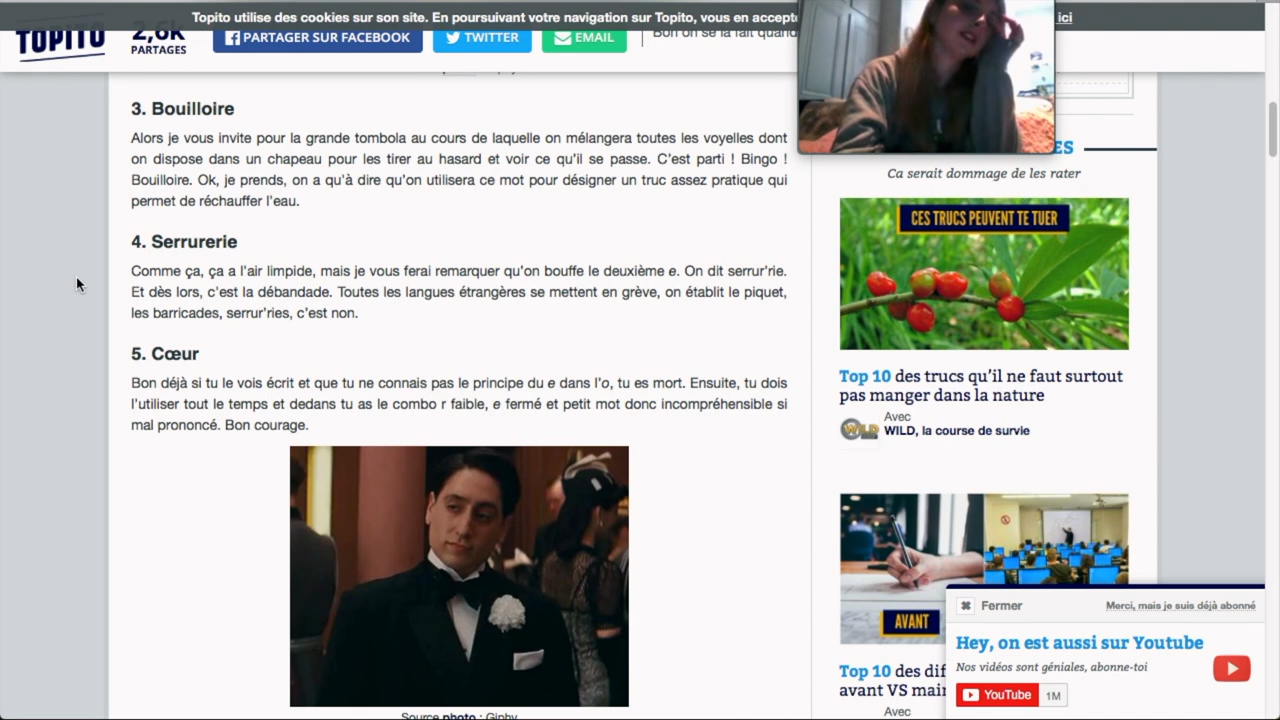 Topito utilise des cookies sur son site. En poursuivant votre navigation sur Topito, vous en accept
ici
TOPITO
2,6k
PARTAGES
PARTAGER SUR FACEBOOK
TWITTER
EMAIL
Bon on se la fait quand
3. Bouilloire
Alors je vous invite pour la grande tombola au cours de laquelle on mélangera toutes les voyelles dont
on dispose dans un chapeau pour les tirer au hasard et voir ce qu'il se passe. C'est parti ! Bingo !
Bouilloire. Ok, je prends, on a qu'à dire qu'on utilisera ce mot pour désigner un truc assez pratique qui
permet de réchauffer l'eau.
4. Serrurerie
Comme ça, ça a l'air limpide, mais je vous ferai remarquer qu'on bouffe le deuxième e. On dit serrur'rie.
Et dès lors, c'est la débandade. Toutes les langues étrangères se mettent en grève, on établit le piquet,
les barricades, serrur'ries, c'est non.
5. Cœur
Bon déjà si tu le vois écrit et que tu ne connais pas le principe du e dans l'o, tu es mort. Ensuite, tu dois
l'utiliser tout le temps et dedans tu as le combo r faible, e fermé et petit mot donc incompréhensible si
mal prononcé. Bon courage.
Source photo : Giphy
ES
Ca serait dommage de les rater
CES TRUCS PEUVENT TE TUER
Top 10 des trucs qu'il ne faut surtout
pas manger dans la nature
Avec
WILD
WILD, la course de survie
AVANT
Top 10 des dif
avant VS mai
Avec
Fermer
Merci, mais je suis déjà abonné
Hey, on est aussi sur Youtube
Nos vidéos sont géniales, abonne-toi
YouTube
1M